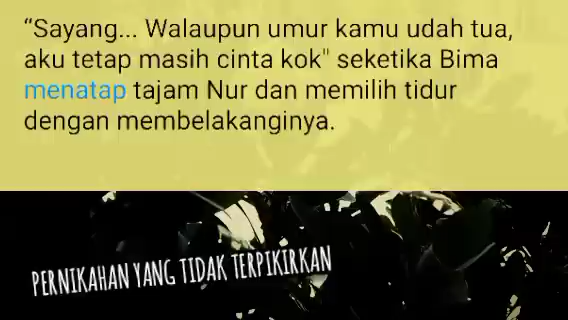 “Sayang... Walaupun umur kamu udah tua,
aku tetap masih cinta kok" seketika Bima
menatap tajam Nur dan memilih tidur
dengan membelakanginya.
PERNIKAHAN YANG TIDAK TERPIKIRKAN